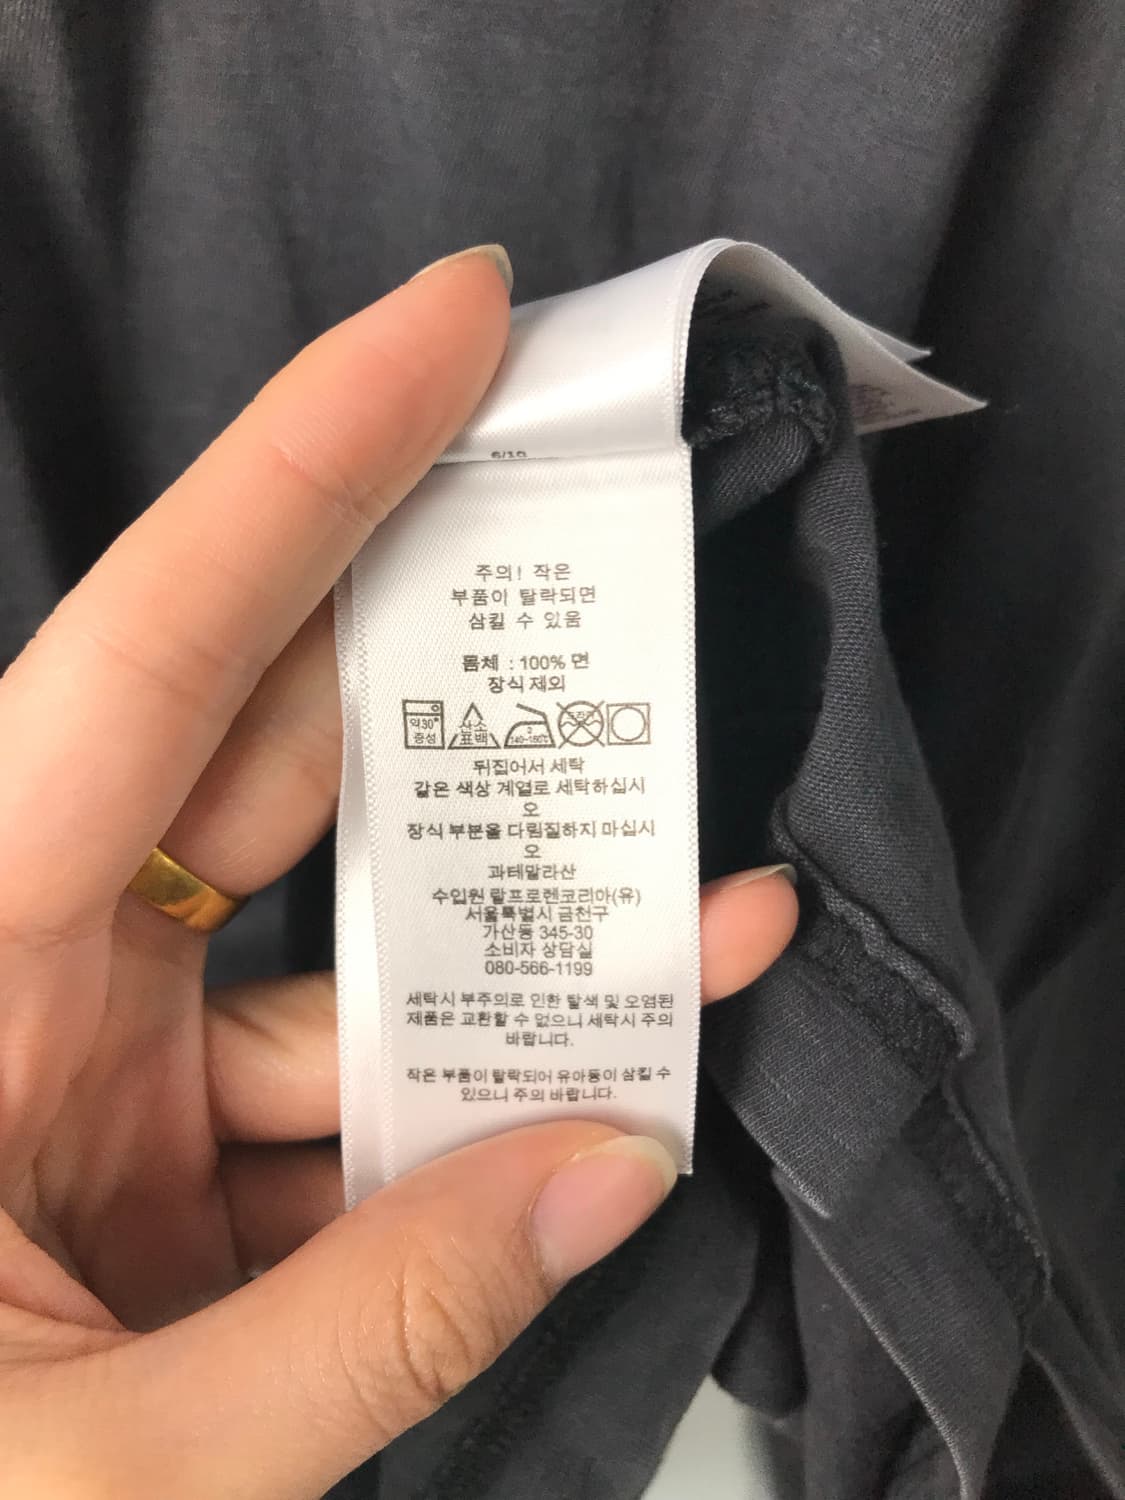 6/10
주의! 작은
부품이 탈락되면
삼킬 수 있음
몸체 : 100% 면
장식 제외
약30°
중성
산소
표백
2
140~160℃
뒤집어서 세탁
같은 색상 계열로 세탁하십시
오
장식 부분을 다림질하지 마십시
오
과테말라산
수입원 랄프로렌코리아(유)
서울특별시 금천구
가산동 345-30
소비자 상담실
080-566-1199
세탁시 부주의로 인한 탈색 및 오염된
제품은 교환할 수 없으니 세탁시 주의
바랍니다.
작은 부품이 탈락되어 유아등이 삼킬 수
있으니 주의 바랍니다.